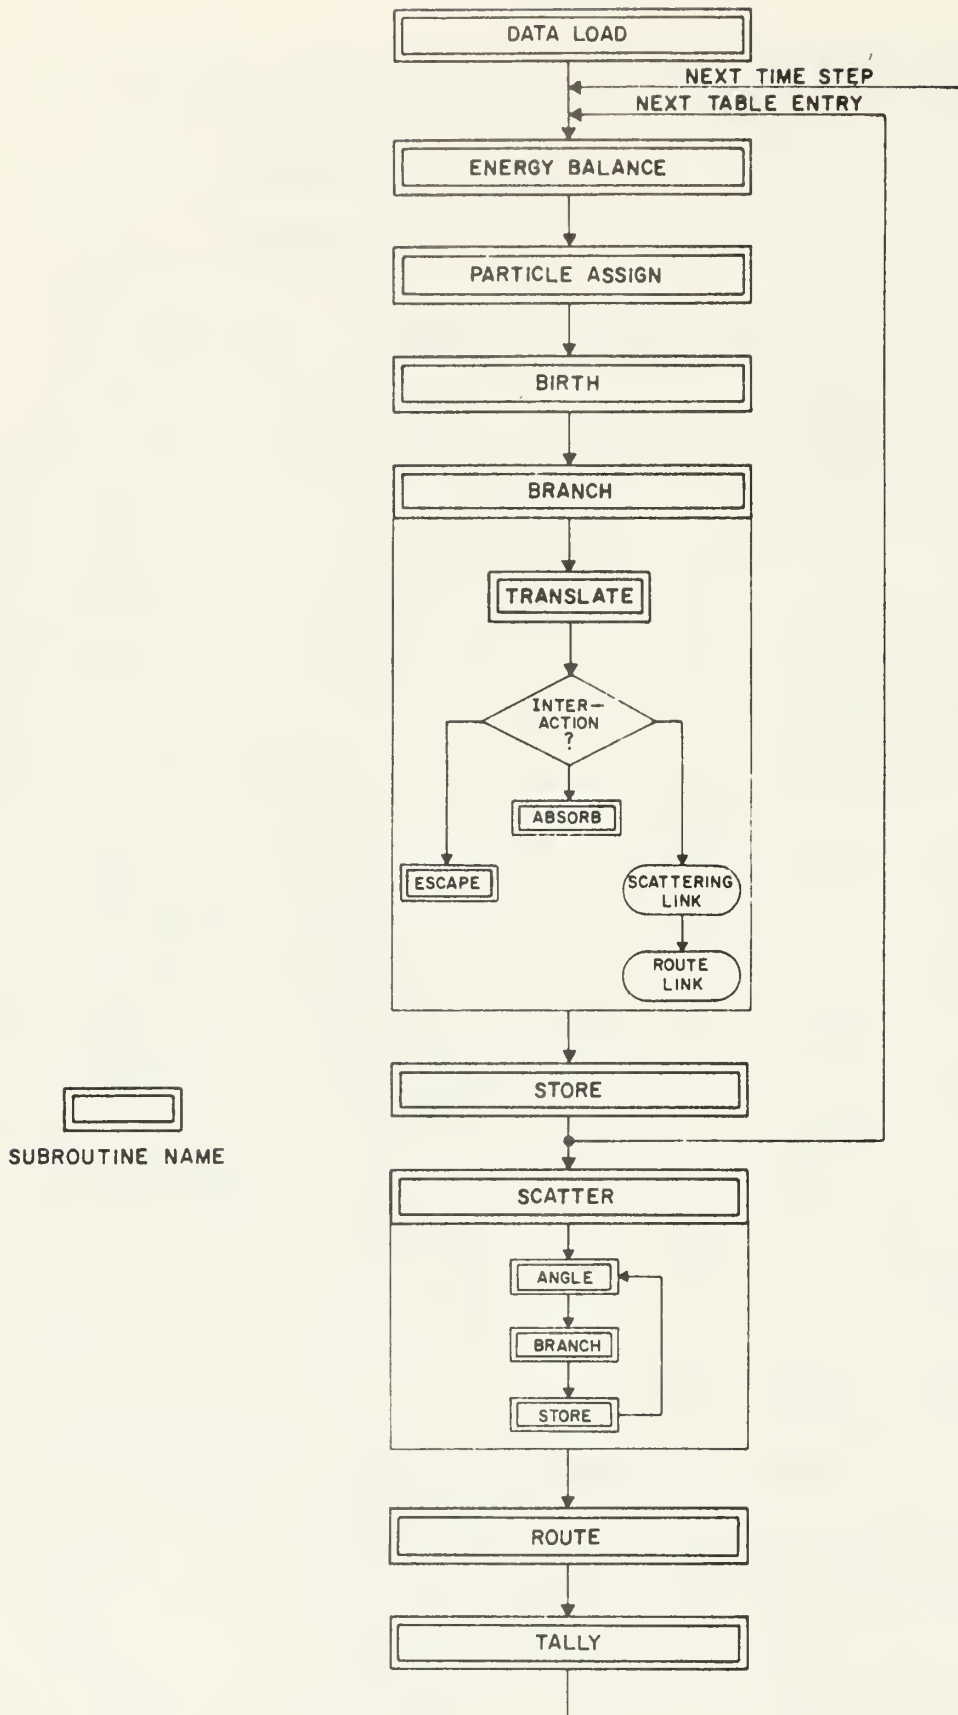 DATA LOAD
NEXT TIME STEP
NEXT TABLE ENTRY
ENERGY BALANCE
PARTICLE ASSIGN
BIRTH
BRANCH
TRANSLATE
INTER-
ACTION
?
ABSORB
ESCAPE
SCATTERING
LINK
ROUTE
LINK
STORE
SUBROUTINE NAME
SCATTER
ANGLE
BRANCH
STORE
ROUTE
TALLY